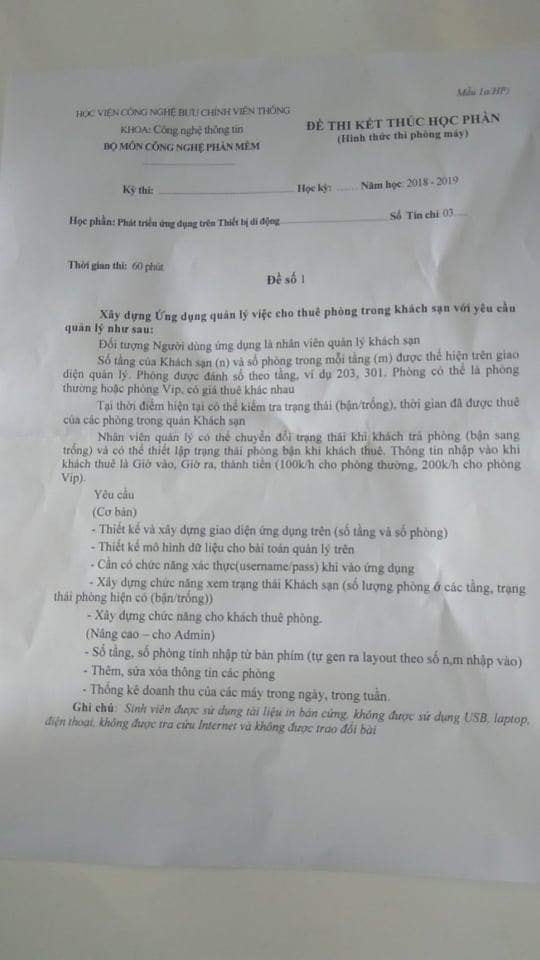 Mẫu 1a(HP)
HỌC VIỆN CÔNG NGHỆ BƯU CHÍNH VIỄN THÔNG
KHOA: Công nghệ thông tin
BỘ MÔN CÔNG NGHỆ PHẦN MỀM
ĐỀ THI KẾT THÚC HỌC PHẦN
(Hình thức thi phòng máy)
Kỳ thi: Học kỳ: ...... Năm học: 2018 - 2019
Học phần: Phát triển ứng dụng trên Thiết bị di động Số Tín chỉ 03
Thời gian thi: 60 phút
Đề số 1
Xây dựng Ứng dụng quản lý việc cho thuê phòng trong khách sạn với yêu cầu
quản lý như sau:
Đối tượng Người dùng ứng dụng là nhân viên quản lý khách sạn
Số tầng của Khách sạn (n) và số phòng trong mỗi tầng (m) được thể hiện trên giao
diện quản lý. Phòng được đánh số theo tầng, ví dụ 203, 301. Phòng có thể là phòng
thường hoặc phòng Vip, có giá thuê khác nhau
Tại thời điểm hiện tại có thể kiểm tra trạng thái (bận/trống), thời gian đã được thuê
của các phòng trong quán Khách sạn
Nhân viên quản lý có thể chuyển đổi trạng thái khi khách trả phòng (bận sang
trống) và có thể thiết lập trạng thái phòng bận khi khách thuê. Thông tin nhập vào khi
khách thuê là Giờ vào, Giờ ra, thành tiền (100k/h cho phòng thường, 200k/h cho phòng
Vip).
Yêu cầu
(Cơ bản)
- Thiết kế và xây dựng giao diện ứng dụng trên (số tầng và số phòng)
- Thiết kế mô hình dữ liệu cho bài toán quản lý trên
- Cần có chức năng xác thực(username/pass) khi vào ứng dụng
- Xây dựng chức năng xem trạng thái Khách sạn (số lượng phòng ở các tầng, trạng
thái phòng hiện có (bận/trống))
- Xây dựng chức năng cho khách thuê phòng.
(Nâng cao – cho Admin)
- Số tầng, số phòng tính nhập từ bàn phím (tự gen ra layout theo số n,m nhập vào)
- Thêm, sửa xóa thông tin các phòng
- Thống kê doanh thu của các máy trong ngày, trong tuần.
Ghi chú: Sinh viên được sử dụng tài liệu in bản cứng, không được sử dụng USB, laptop,
điện thoại, không được tra cứu Internet và không được trao đổi bài